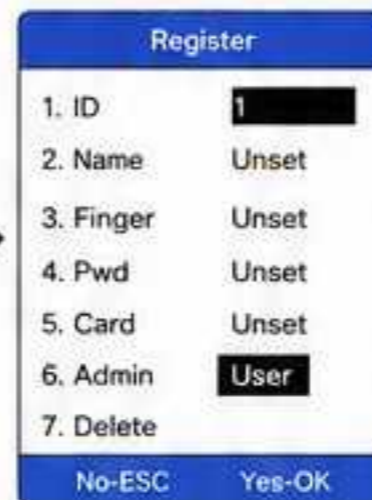 Register
1. ID 1
2. Name Unset
3. Finger Unset
4. Pwd Unset
5. Card Unset
6. Admin User
7. Delete
No-ESC Yes-OK